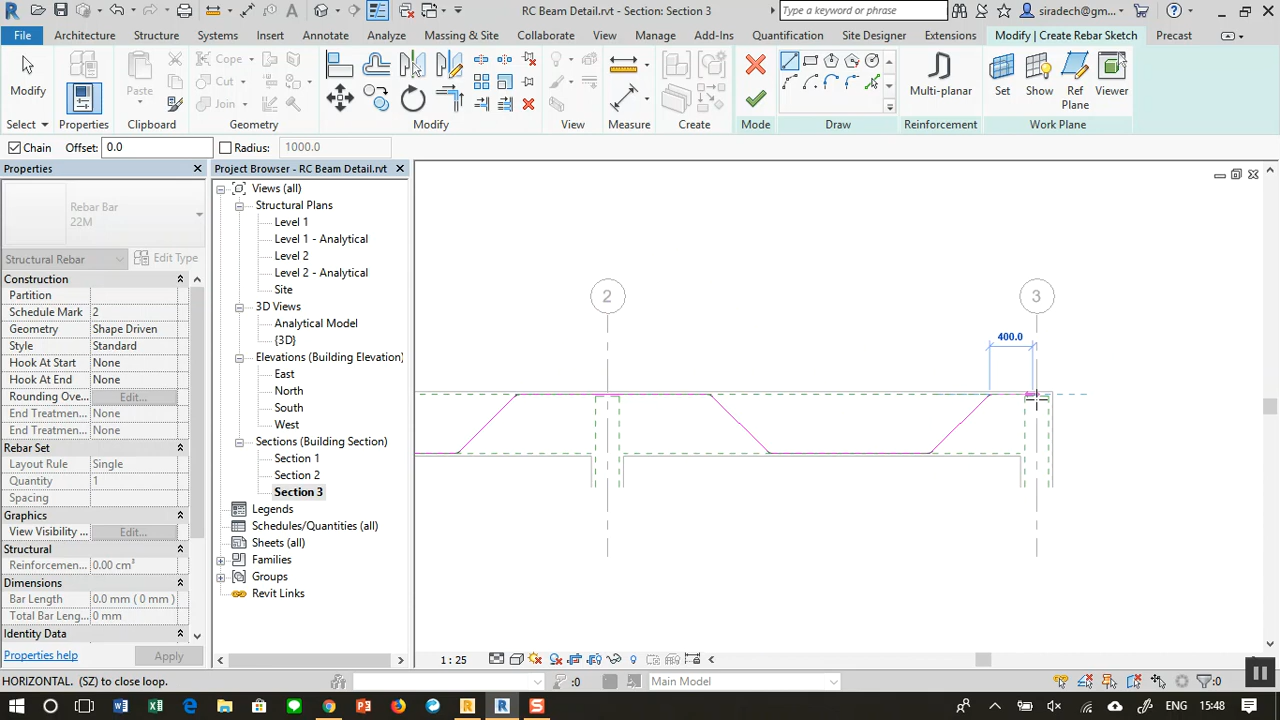 RC Beam Detail.rvt - Section: Section 3
Type a keyword or phrase
siradech@gm...
File
Architecture
Structure
Systems
Insert
Annotate
Analyze
Massing & Site
Collaborate
View
Manage
Add-Ins
Quantification
Site Designer
Extensions
Modify | Create Rebar Sketch
Precast
Modify
Paste
Cope
Cut
Join
Multi-planar
Set
Show
Ref
Plane
Viewer
Select
Properties
Clipboard
Geometry
Modify
View
Measure
Create
Mode
Draw
Reinforcement
Work Plane
Chain
Offset:
0.0
Radius:
1000.0
Properties
Rebar Bar
22M
Structural Rebar
Edit Type
Construction
Partition
Schedule Mark
2
Geometry
Shape Driven
Style
Standard
Hook At Start
None
Hook At End
None
Rounding Ove...
Edit...
End Treatment...
None
End Treatment...
None
Rebar Set
Layout Rule
Single
Quantity
1
Spacing
Graphics
View Visibility ...
Edit...
Structural
Reinforcemen...
0.00 cm³
Dimensions
Bar Length
0.0 mm ( 0 mm )
Total Bar Leng...
0 mm
Identity Data
Properties help
Apply
Project Browser - RC Beam Detail.rvt
Views (all)
Structural Plans
Level 1
Level 1 - Analytical
Level 2
Level 2 - Analytical
Site
3D Views
Analytical Model
{3D}
Elevations (Building Elevation)
East
North
South
West
Sections (Building Section)
Section 1
Section 2
Section 3
Legends
Schedules/Quantities (all)
Sheets (all)
Families
Groups
Revit Links
2
3
400.0
1 : 25
HORIZONTAL. (SZ) to close loop.
:0
Main Model
:0
ENG
15:48